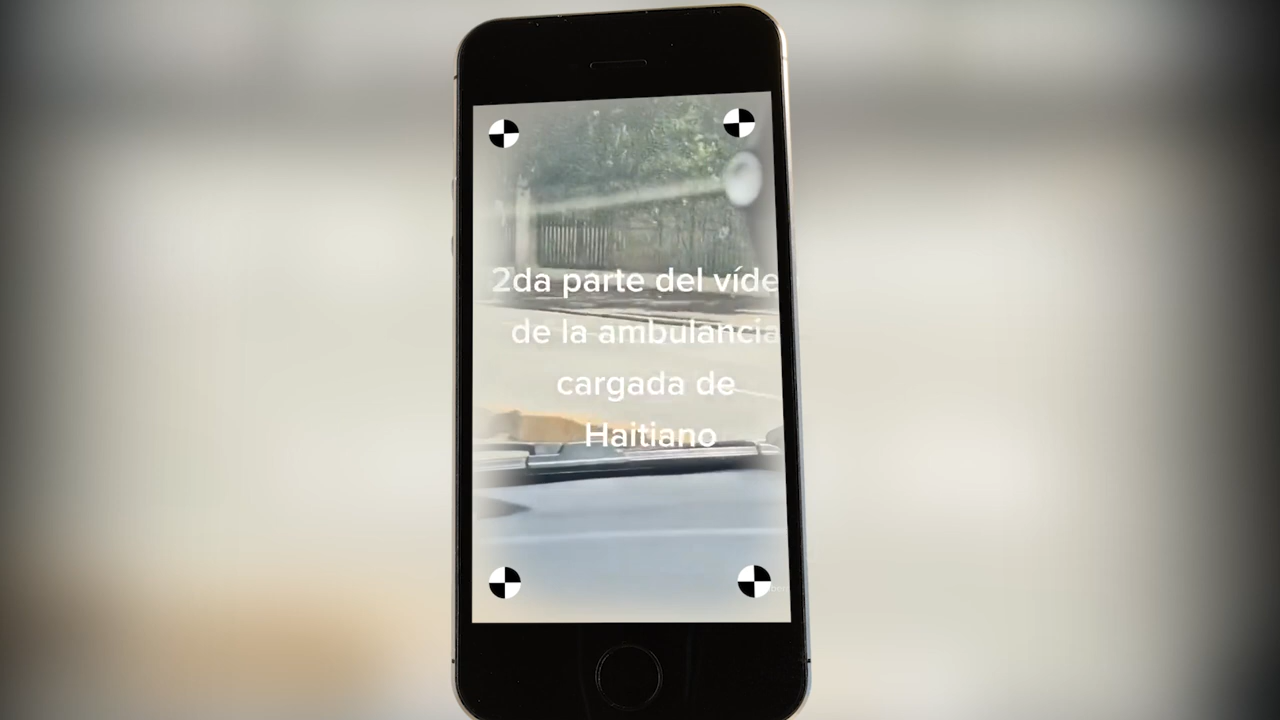 2da parte del víde
de la ambulancia
cargada de
Haitiano